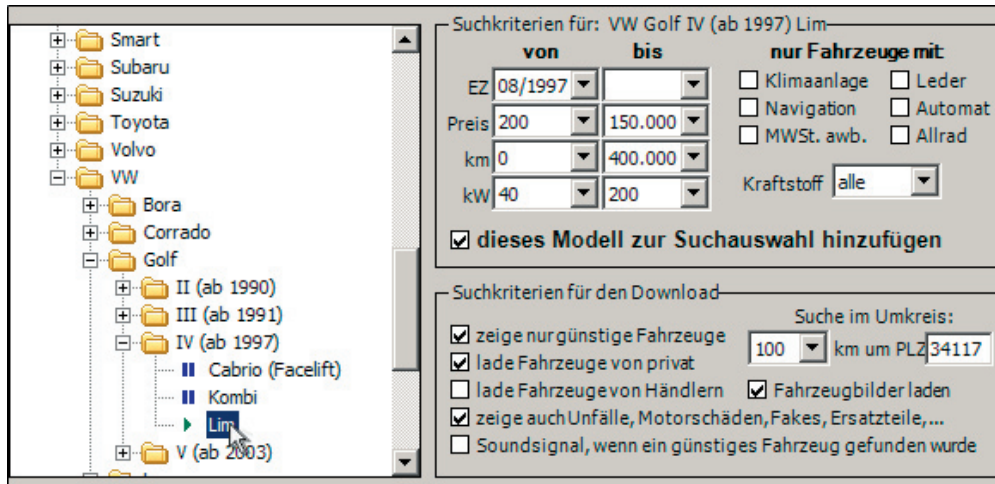 Smart
Subaru
Suzuki
Toyota
Volvo
VW
Bora
Corrado
Golf
II (ab 1990)
III (ab 1991)
IV (ab 1997)
Cabrio (Facelift)
Kombi
Lim
V (ab 2003)
Suchkriterien für: VW Golf IV (ab 1997) Lim
von bis nur Fahrzeuge mit:
EZ 08/1997 Klimaanlage Leder
Preis 200 150.000 Navigation Automat
km 0 400.000 MWSt. awb. Allrad
kW 40 200 Kraftstoff alle
dieses Modell zur Suchauswahl hinzufügen
Suchkriterien für den Download
Suche im Umkreis:
zeige nur günstige Fahrzeuge
100 km um PLZ 34117
lade Fahrzeuge von privat
lade Fahrzeuge von Händlern Fahrzeugbilder laden
zeige auch Unfälle, Motorschäden, Fakes, Ersatzteile,...
Soundsignal, wenn ein günstiges Fahrzeug gefunden wurde